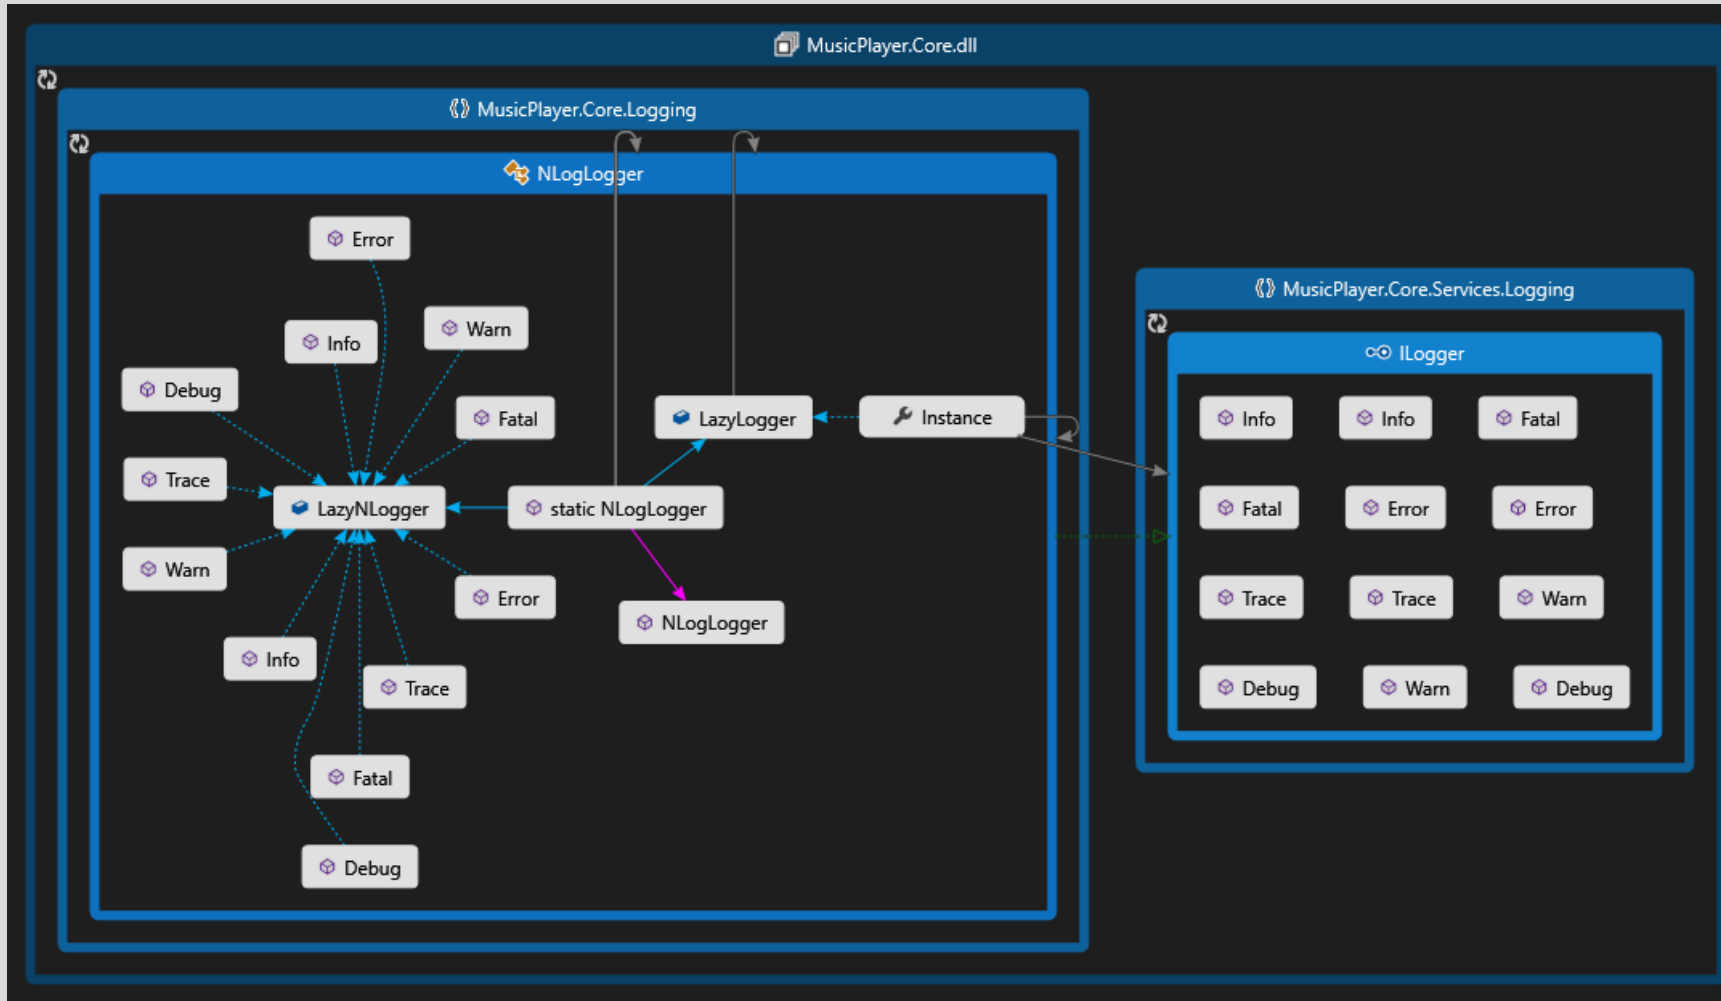 MusicPlayer.Core.dll
MusicPlayer.Core.Logging
NLogLogger
Error
Info
Warn
Debug
Fatal
LazyLogger
Instance
Trace
LazyNLogger
static NLogLogger
Warn
Error
NLogLogger
Info
Trace
Fatal
Debug
MusicPlayer.Core.Services.Logging
ILogger
Info
Info
Fatal
Fatal
Error
Error
Trace
Trace
Warn
Debug
Warn
Debug